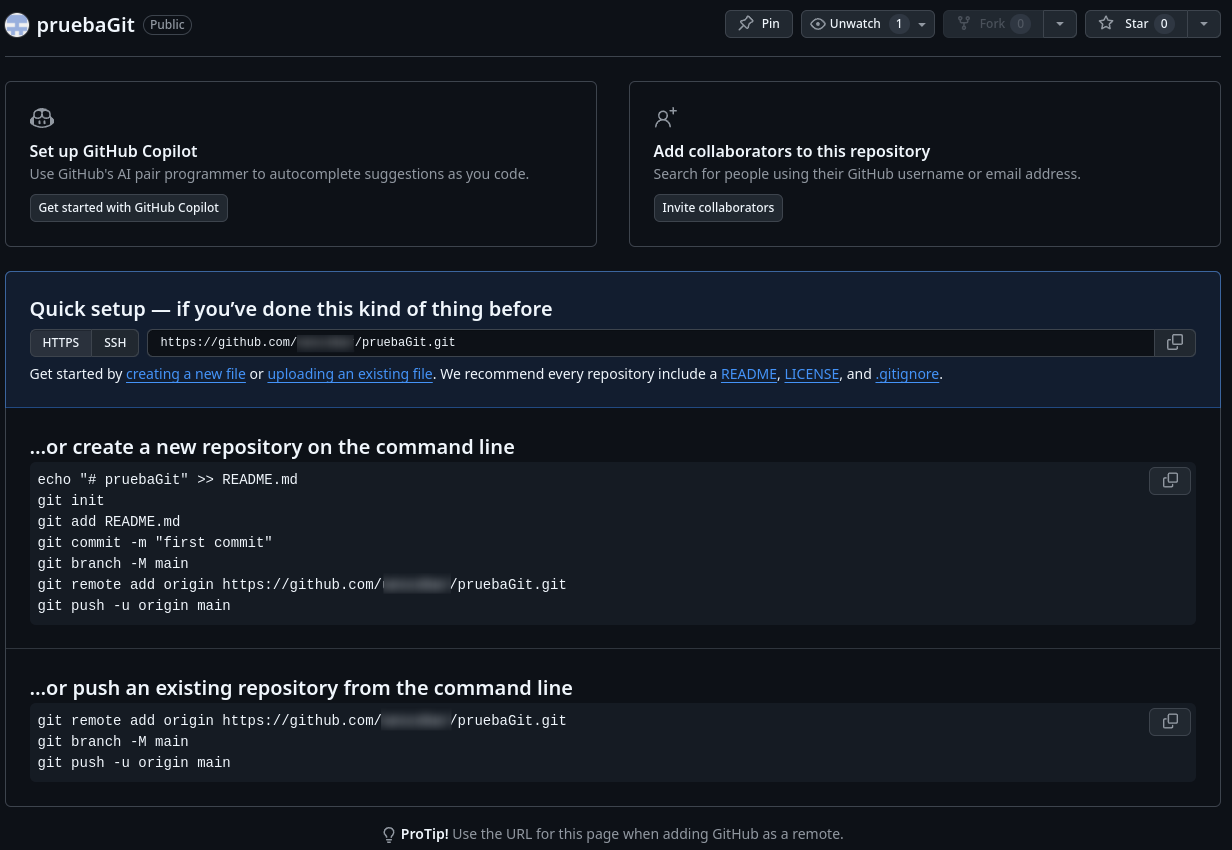 pruebaGit Public Pin Unwatch 1 Fork 0 Star 0
Set up GitHub Copilot
Use GitHub's AI pair programmer to autocomplete suggestions as you code.
Get started with GitHub Copilot
Add collaborators to this repository
Search for people using their GitHub username or email address.
Invite collaborators
Quick setup — if you’ve done this kind of thing before
HTTPS SSH https://github.com/ /pruebaGit.git
Get started by creating a new file or uploading an existing file. We recommend every repository include a README, LICENSE, and .gitignore.
…or create a new repository on the command line
echo "# pruebaGit" >> README.md
git init
git add README.md
git commit -m "first commit"
git branch -M main
git remote add origin https://github.com/ /pruebaGit.git
git push -u origin main
…or push an existing repository from the command line
git remote add origin https://github.com/ /pruebaGit.git
git branch -M main
git push -u origin main
ProTip! Use the URL for this page when adding GitHub as a remote.